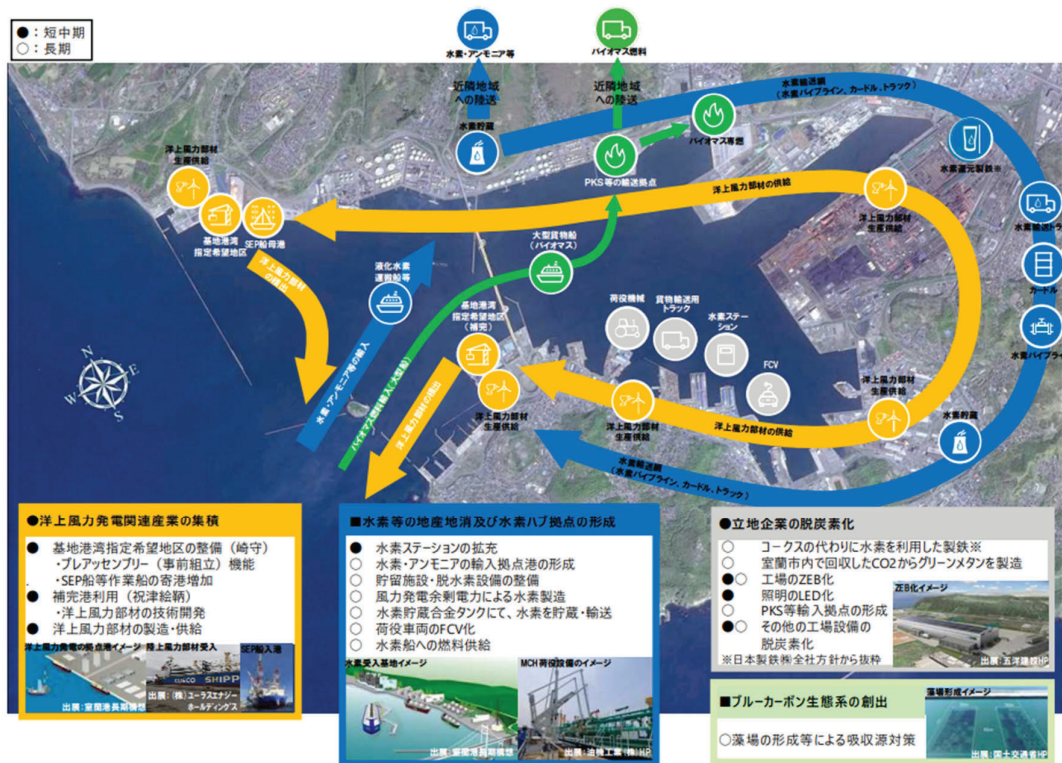 ●：短中期
○：長期
水素・アンモニア等
バイオマス燃料
近隣地域
への陸送
近隣地域
への陸送
水素輸送網
（水素パイプライン、カードル、トラック）
水素貯蔵
バイオマス専燃
PKS等の輸送拠点
水素還元製鉄※
洋上風力部材
生産供給
基地港湾
指定希望地区
SEP船母港
洋上風力部材の供給
洋上風力部材
生産供給
水素輸送トラック
カードル
水素パイプライン
洋上風力部材
の搬出
液化水素
運搬船等
大型貨物船
（バイオマス）
基地港湾
指定希望地区
（補完）
荷役機械
貨物輸送用
トラック
水素ステー
ション
FCV
水素・アンモニア等の輸入
バイオマス燃料輸入（大型船）
洋上風力部材の搬出
洋上風力部材
生産供給
洋上風力部材
生産供給
洋上風力部材の供給
洋上風力部材
生産供給
水素貯蔵
水素輸送網
（水素パイプライン、カードル、トラック）
N
E
W
S
●洋上風力発電関連産業の集積
● 基地港湾指定希望地区の整備（崎守）
・プレアッセンブリー（事前組立）機能
・SEP船等作業船の寄港増加
● 補完港利用（祝津絵鞆）
・洋上風力部材の技術開発
● 洋上風力部材の製造・供給
洋上風力発電の拠点港イメージ
陸上風力部材受入
SEP船入港
出展：室蘭港長期構想
出展：（株）ユーラスエナジー
ホールディングス
■水素等の地産地消及び水素ハブ拠点の形成
● 水素ステーションの拡充
○ 水素・アンモニアの輸入拠点港の形成
○ 貯留施設・脱水素設備の整備
○ 風力発電余剰電力による水素製造
○ 水素貯蔵合金タンクにて、水素を貯蔵・輸送
○ 荷役車両のFCV化
○ 水素船への燃料供給
水素受入基地イメージ
MCH荷役設備のイメージ
出展：室蘭港長期構想
出展：油機工業（株）HP
●立地企業の脱炭素化
○ コークスの代わりに水素を利用した製鉄※
○ 室蘭市内で回収したCO2からグリーンメタンを製造
●○ 工場のZEB化
● 照明のLED化
○ PKS等輸入拠点の形成
●○ その他の工場設備の
脱炭素化
※日本製鉄㈱全社方針から抜粋
ZEB化イメージ
出展：五洋建設HP
■ブルーカーボン生態系の創出
○藻場の形成等による吸収源対策
藻場形成イメージ
出展：国土交通省HP